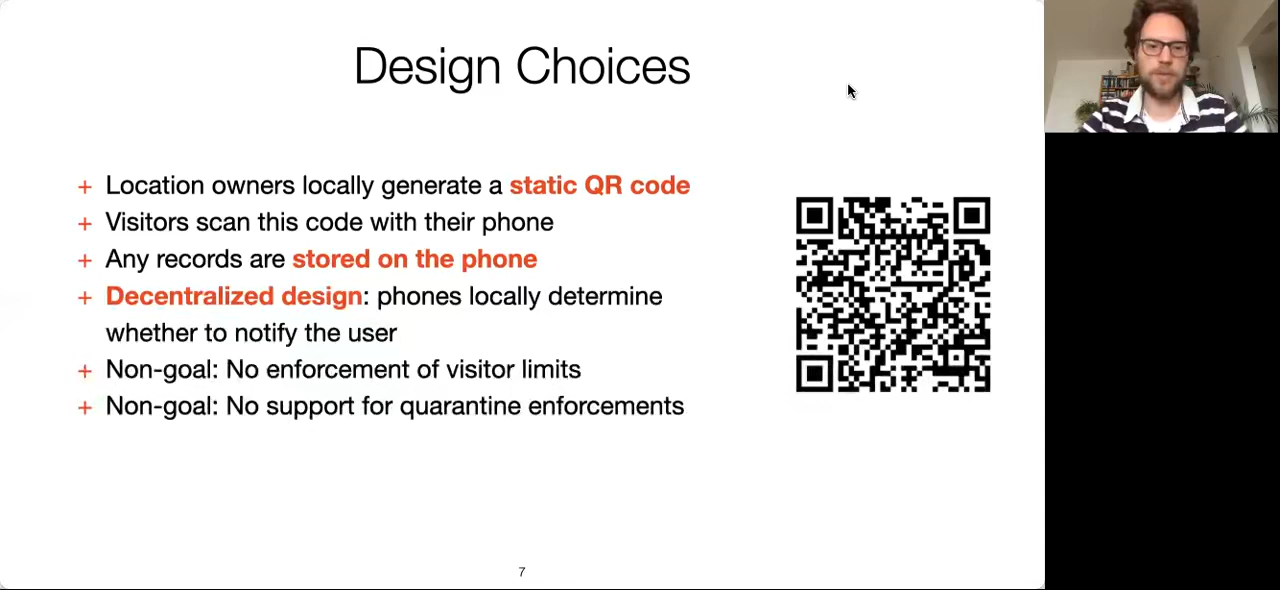 Design Choices
+ Location owners locally generate a static QR code
+ Visitors scan this code with their phone
+ Any records are stored on the phone
+ Decentralized design: phones locally determine
whether to notify the user
+ Non-goal: No enforcement of visitor limits
+ Non-goal: No support for quarantine enforcements
7